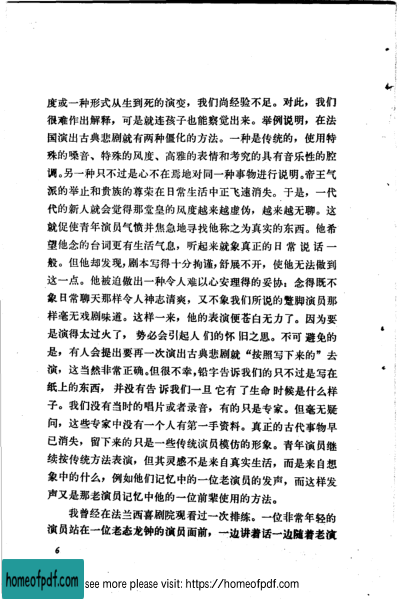 度或一种形式从生到死的演变，我们尚经验不足。对此，我们
很难作出解释，可是就连孩子也能察觉出来。举例说明，在法
国演出古典悲剧就有两种僵化的方法。一种是传统的，使用特
殊的嗓音、特殊的风度、高雅的表情和考究的具有音乐性的腔
调。另一种只不过是心不在焉地对同一种事物进行说明。帝王气
派的举止和贵族的尊荣在日常生活中正飞速消失。于是，一代
代的新人就会觉得那堂皇的风度越来越虚伪，越来越无聊。这
就促使青年演员气愤并焦急地寻找他称之为真实的东西。他希
望他念的台词更有生活气息，听起来就象真正的日常说话一
般。但他却发现，剧本写得十分拘谨，舒展不开，使他无法做到
这一点。他被迫做出一种令人难以心安理得的妥协：念得既不
象日常聊天那样令人神志清爽，又不象我们所说的蹩脚演员那
样毫无戏剧味道。这样一来，他的表演便苍白无力了。因为要
是演得太过火了，势必会引起人们的怀旧之思。不可避免的
是，有人会提出要再一次演出古典悲剧就“按照写下来的”去
演，这当然非常正确。但很不幸，铅字告诉我们的只不过是写在
纸上的东西，并没有告诉我们一旦它有了生命时候是什么样
子。我们没有当时的唱片或者录音，有的只是专家。但毫无疑
问，这些专家中没有一个人有第一手资料。真正的古代事物早
已消失，留下来的只是一些传统演员模仿的形象。青年演员继
续按传统方法表演，但其灵感不是来自真实生活，而是来自想
象中的什么，例如他们记忆中的一位老演员的发声，而这样发
声又是那老演员记忆中他的一位前辈使用的方法。
我曾经在法兰西喜剧院观看过一次排练。一位非常年轻的
演员站在一位老态龙钟的演员面前，一边讲着话一边随着老演
6
homeofpdf.com
see more please visit: https://homeofpdf.com